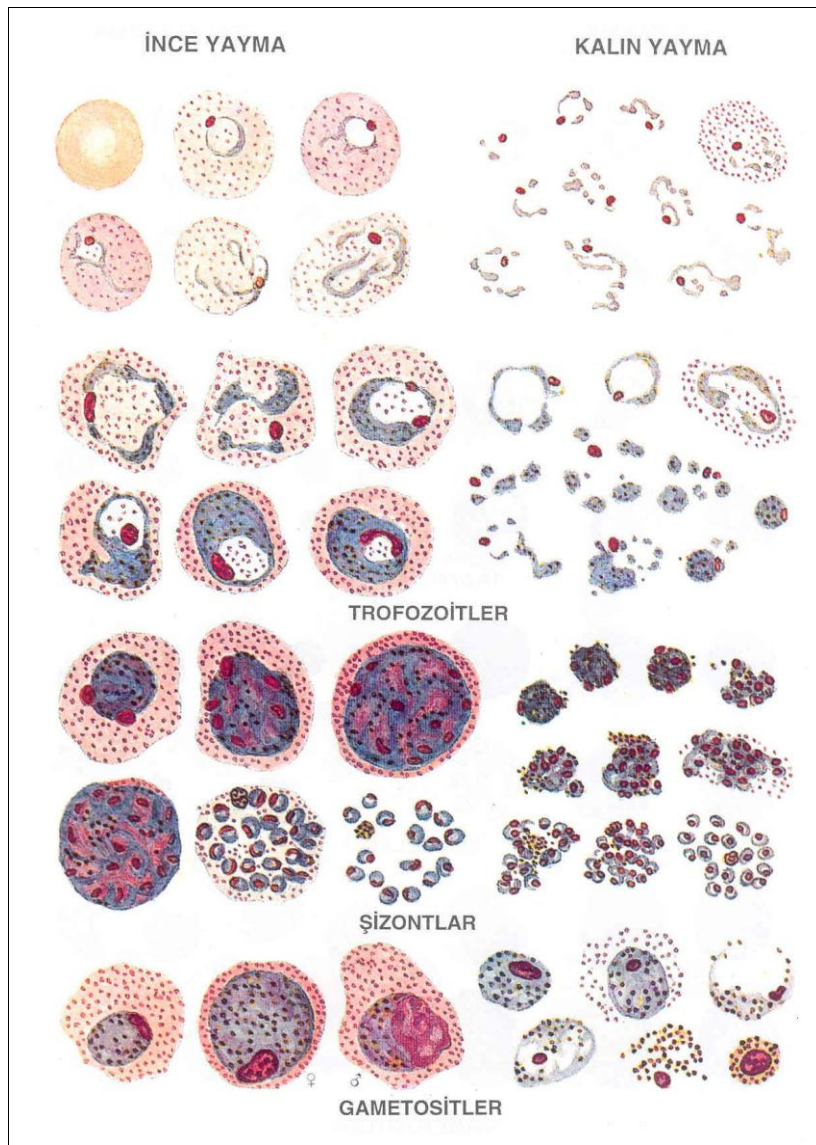 İNCE YAYMA
KALIN YAYMA
TROFOZOİTLER
ŞİZONTLAR
♀ ♂
GAMETOSİTLER